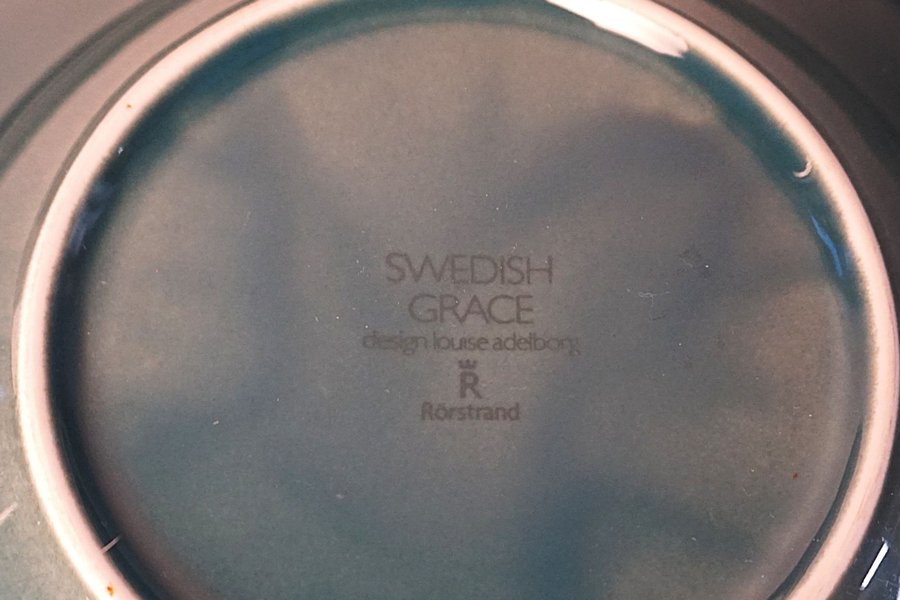 SWEDISH
GRACE
design louise adelborg
R
Rörstrand